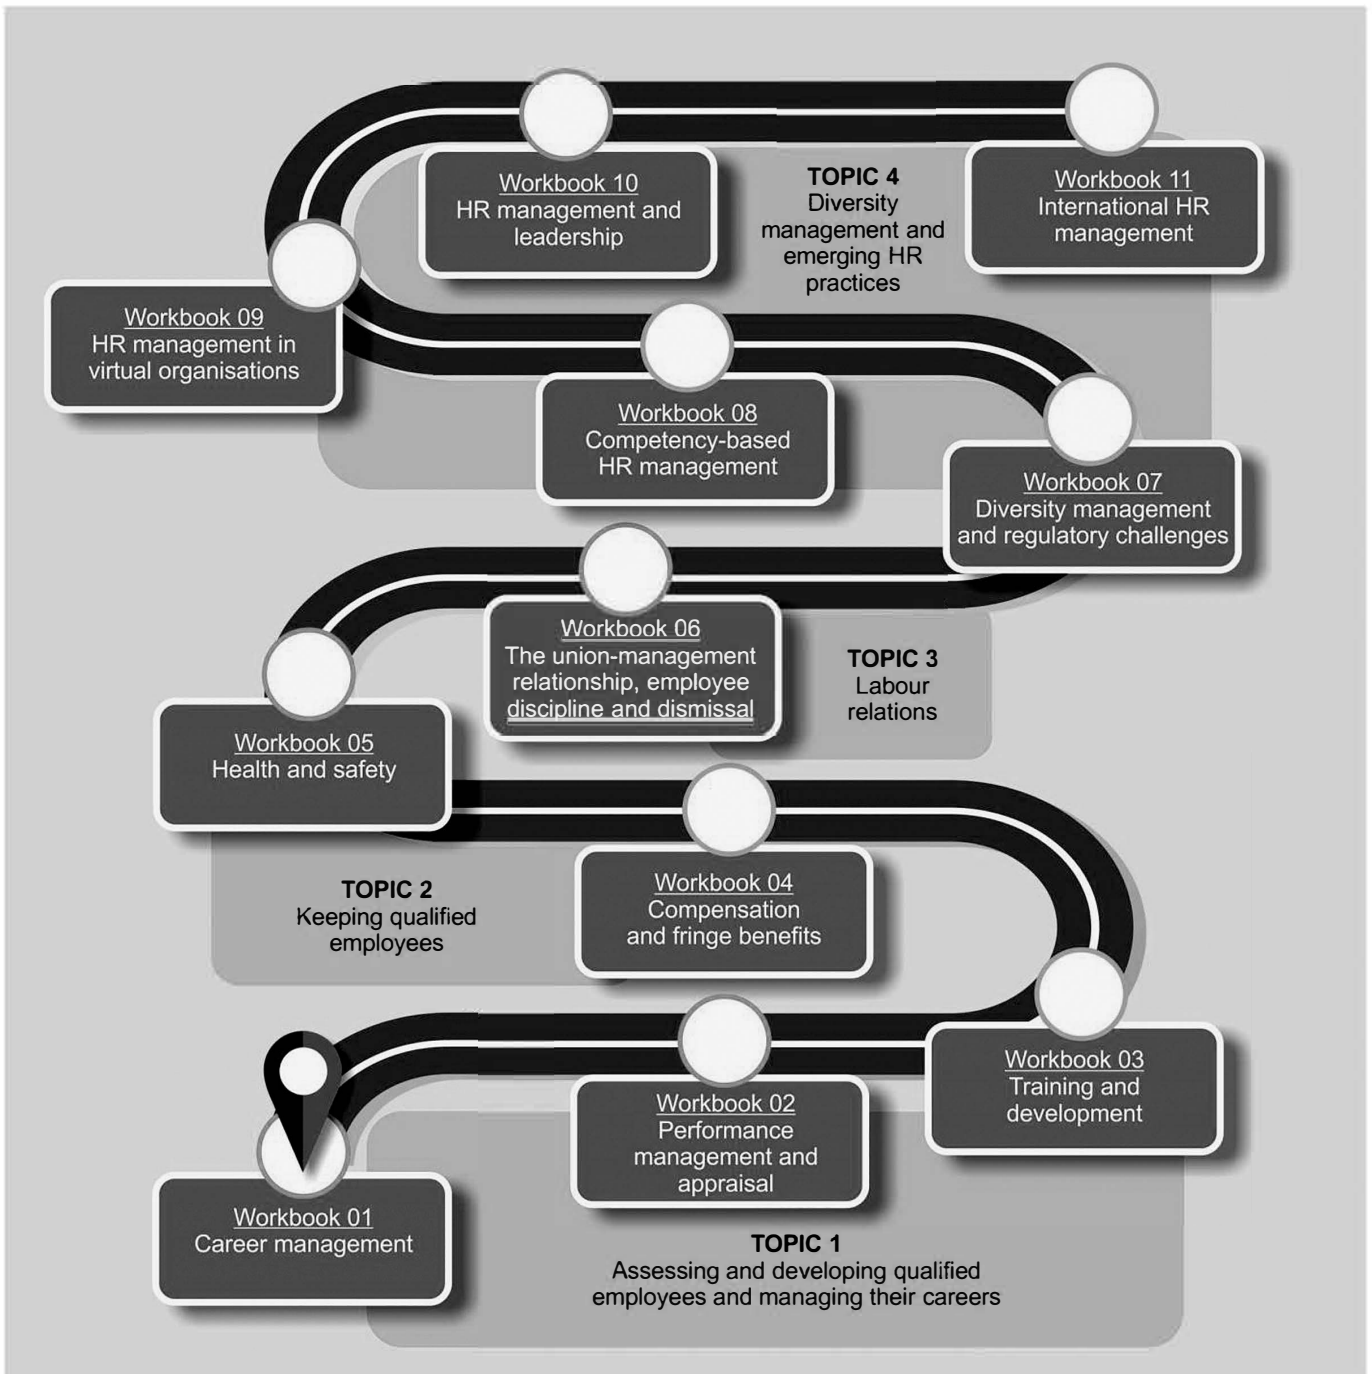 Workbook 10
HR management and
leadership
TOPIC 4
Diversity
management and
emerging HR
practices
Workbook 11
International HR
management
Workbook 09
HR management in
virtual organisations
Workbook 08
Competency-based
HR management
Workbook 07
Diversity management
and regulatory challenges
Workbook 06
The union-management
relationship, employee
discipline and dismissal
TOPIC 3
Labour
relations
Workbook 05
Health and safety
TOPIC 2
Keeping qualified
employees
Workbook 04
Compensation
and fringe benefits
Workbook 03
Training and
development
Workbook 02
Performance
management and
appraisal
Workbook 01
Career management
TOPIC 1
Assessing and developing qualified
employees and managing their careers